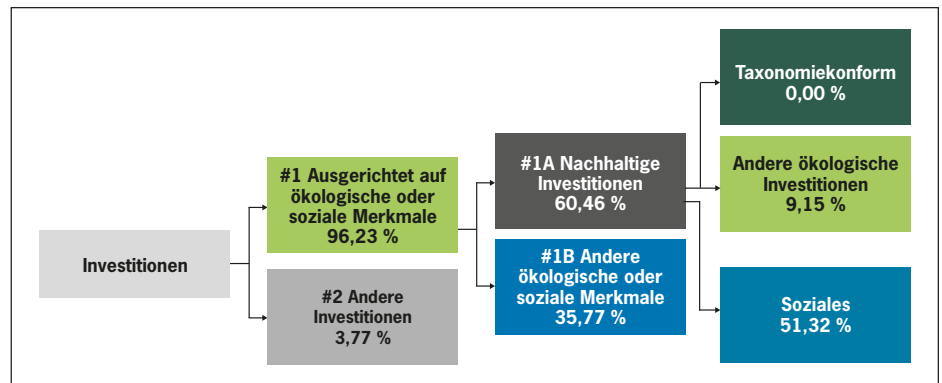 Investitionen
#1 Ausgerichtet auf
ökologische oder
soziale Merkmale
96,23 %
#2 Andere
Investitionen
3,77 %
#1A Nachhaltige
Investitionen
60,46 %
#1B Andere
ökologische oder
soziale Merkmale
35,77 %
Taxonomiekonform
0,00 %
Andere ökologische
Investitionen
9,15 %
Soziales
51,32 %